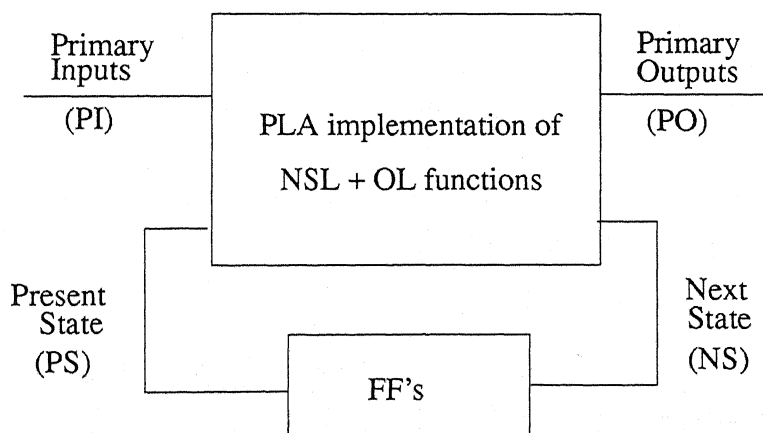 Primary
Inputs
(PI)
PLA implementation of
NSL + OL functions
Primary
Outputs
(PO)
Present
State
(PS)
FF's
Next
State
(NS)